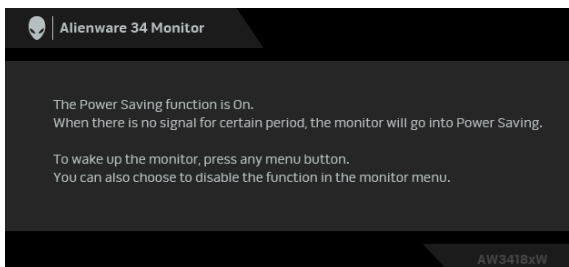 Alienware 34 Monitor
The Power Saving function is On.
When there is no signal for certain period, the monitor will go into Power Saving.
To wake up the monitor, press any menu button.
You can also choose to disable the function in the monitor menu.
AW3418xW